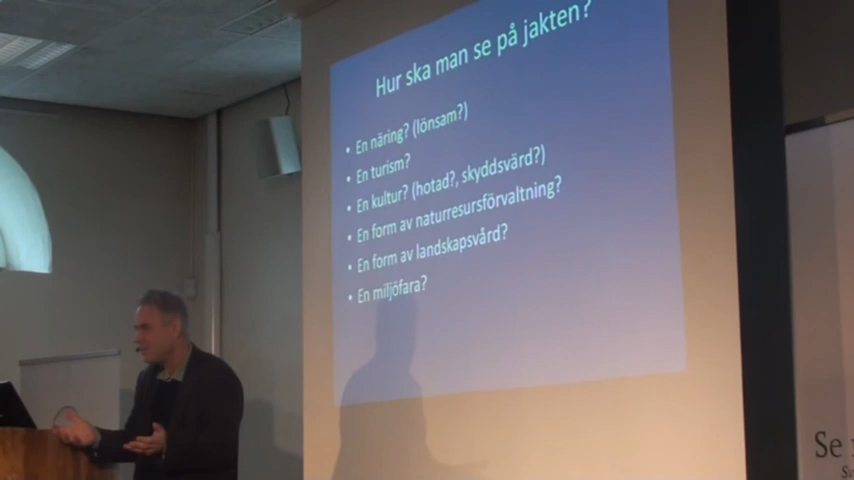 Hur ska man se på jakten?
• En näring? (lönsam?)
• En turism?
• En kultur? (hotad?, skyddsvärd?)
• En form av naturresursförvaltning?
• En form av landskapsvård?
• En miljöfara?
Se